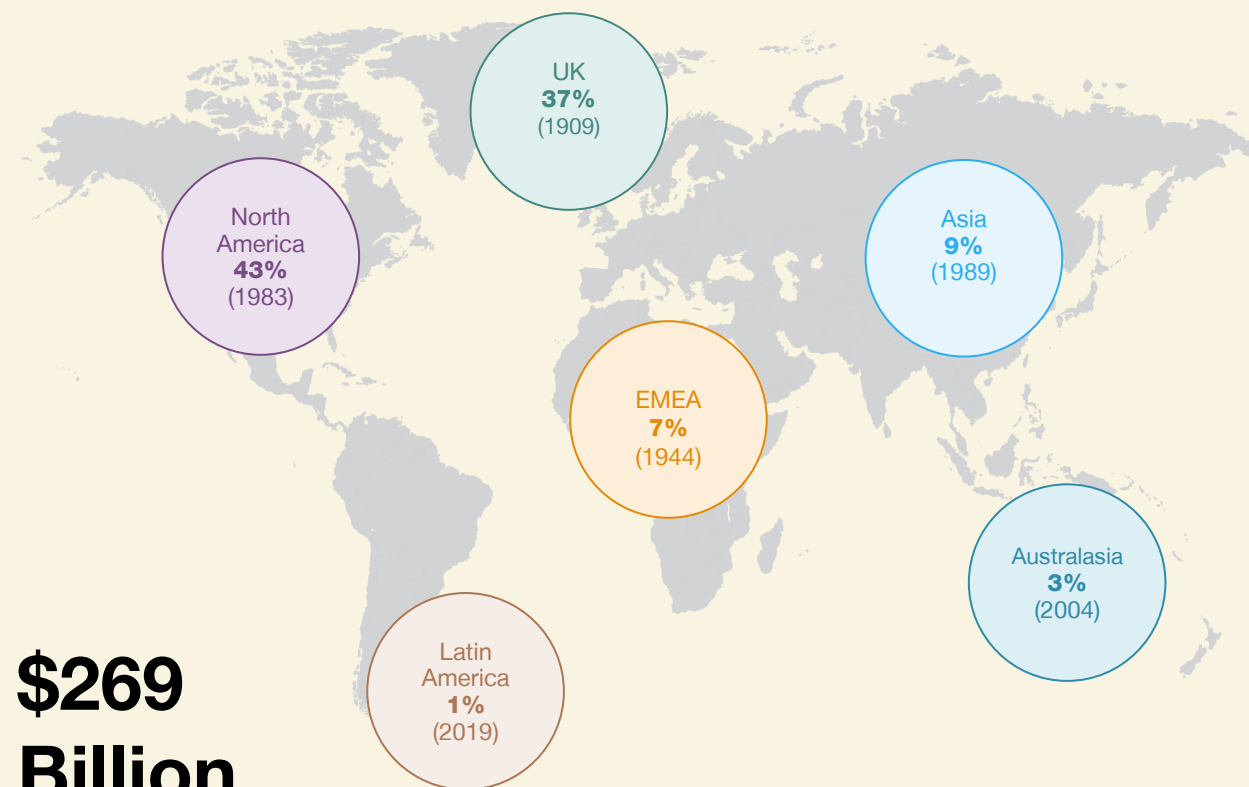 UK
37%
(1909)
North
America
43%
(1983)
Asia
9%
(1989)
EMEA
7%
(1944)
Australasia
3%
(2004)
Latin
America
1%
(2019)
$269
Billion